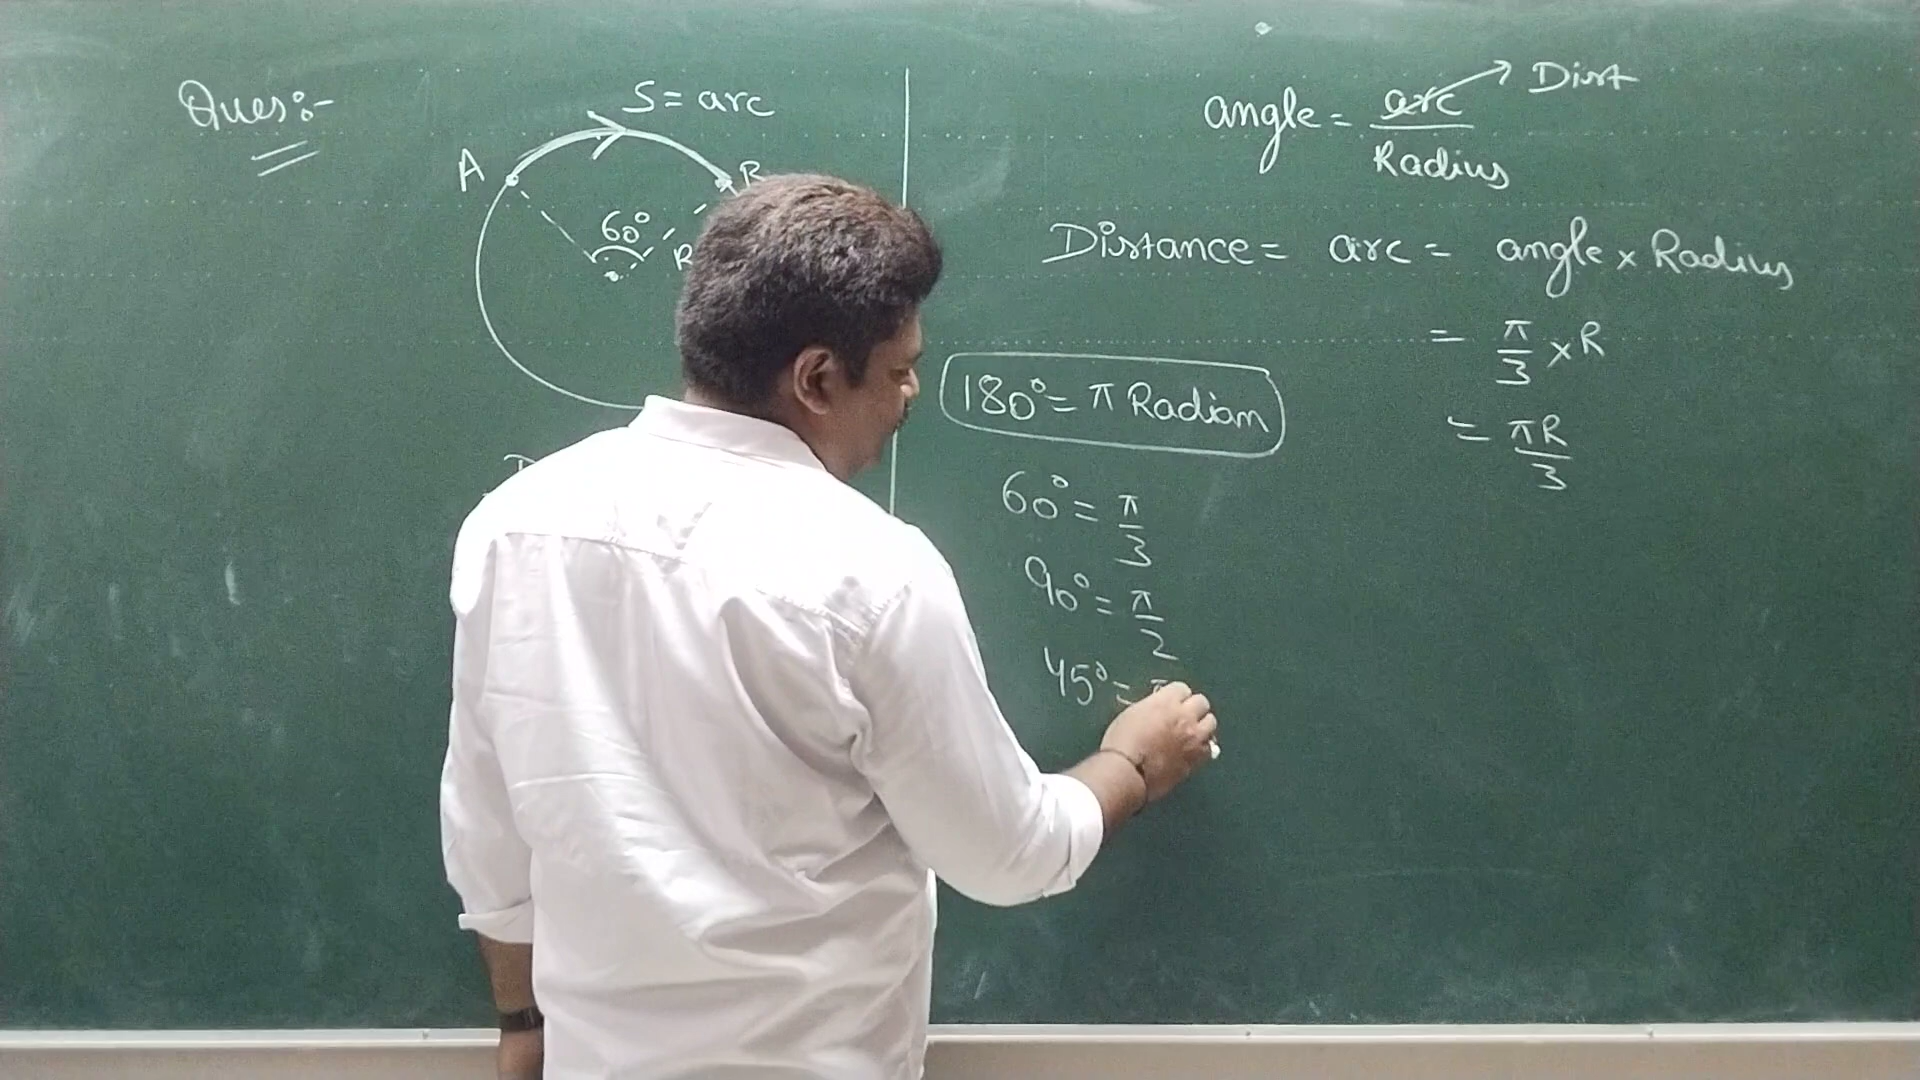 Ques:-
S = arc
A
B
60°
R
angle = arc / Radius → Dist
Distance = arc = angle × Radius
= π/3 × R
= πR/3
180° = π Radian
60° = π/3
90° = π/2
45° = π